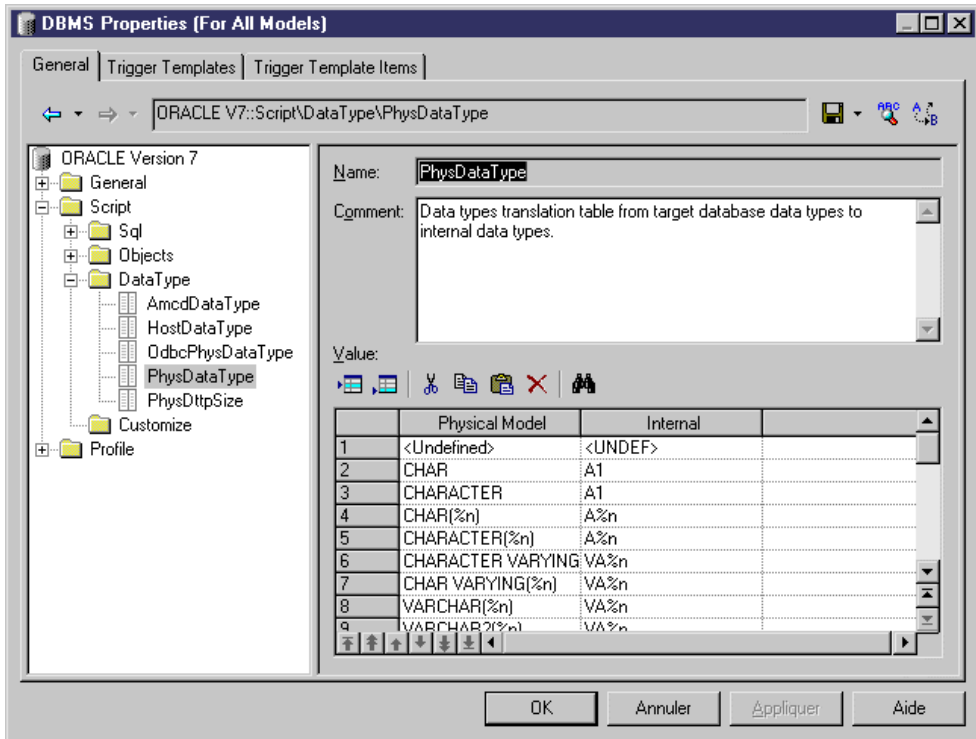 DBMS Properties (For All Models)
General
Trigger Templates
Trigger Template Items
ORACLE V7::Script\DataType\PhysDataType
ABC
A
B
ORACLE Version 7
General
Script
Sql
Objects
DataType
AmcdDataType
HostDataType
OdbcPhysDataType
PhysDataType
PhysDttpSize
Customize
Profile
Name:
PhysDataType
Comment:
Data types translation table from target database data types to
internal data types.
Value:
Physical Model Internal
1 <Undefined> <UNDEF>
2 CHAR A1
3 CHARACTER A1
4 CHAR(%n) A%n
5 CHARACTER(%n) A%n
6 CHARACTER VARYING VA%n
7 CHAR VARYING(%n) VA%n
8 VARCHAR(%n) VA%n
9 VARCHAR2(%n) VA%n
OK
Annuler
Appliquer
Aide